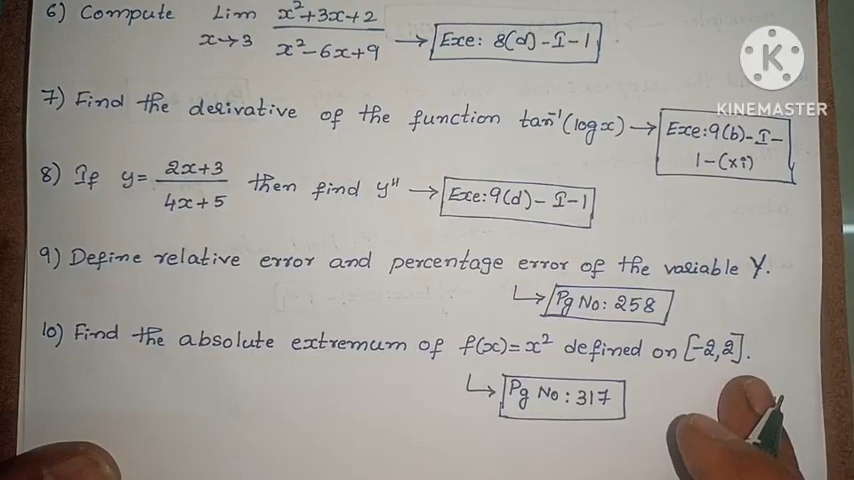 6) Compute Lim x→3 x²+3x+2 / x²-6x+9 → Exe: 8(d)-I-1
KINEMASTER
7) Find the derivative of the function tan⁻¹(log x) → Exe: 9(b)-I-
1-(xi)
8) If y = 2x+3 / 4x+5 then find y" → Exe: 9(d)-I-1
9) Define relative error and percentage error of the variable Y.
↳ Pg No: 258
10) Find the absolute extremum of f(x)=x² defined on [-2,2].
↳ Pg No: 317